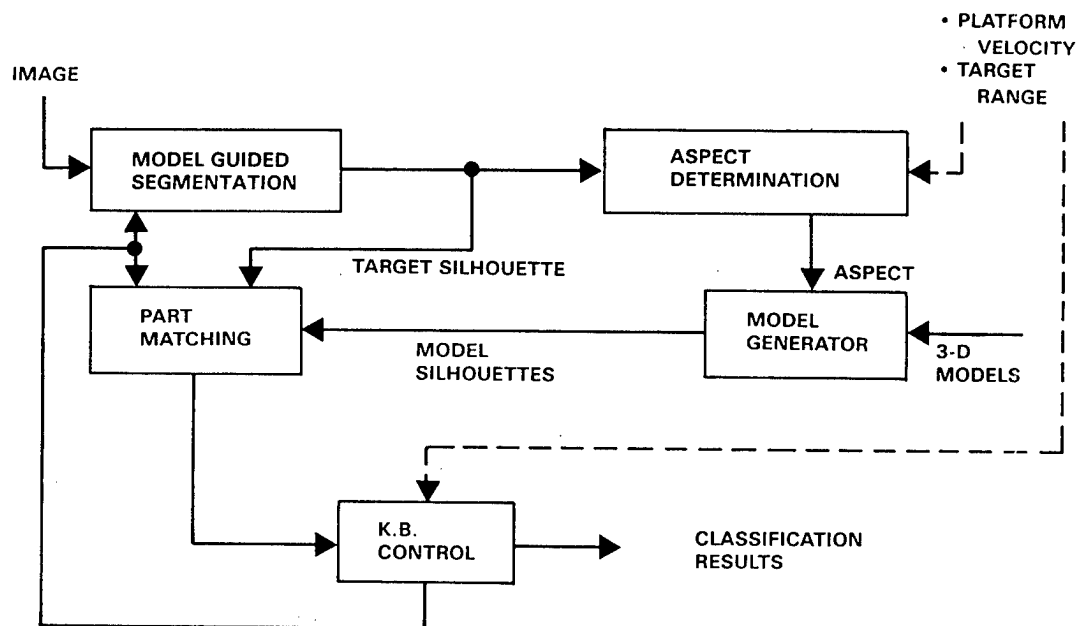 • PLATFORM
VELOCITY
• TARGET
RANGE
IMAGE
MODEL GUIDED
SEGMENTATION
ASPECT
DETERMINATION
TARGET SILHOUETTE
ASPECT
PART
MATCHING
MODEL
GENERATOR
MODEL
SILHOUETTES
3-D
MODELS
K.B.
CONTROL
CLASSIFICATION
RESULTS